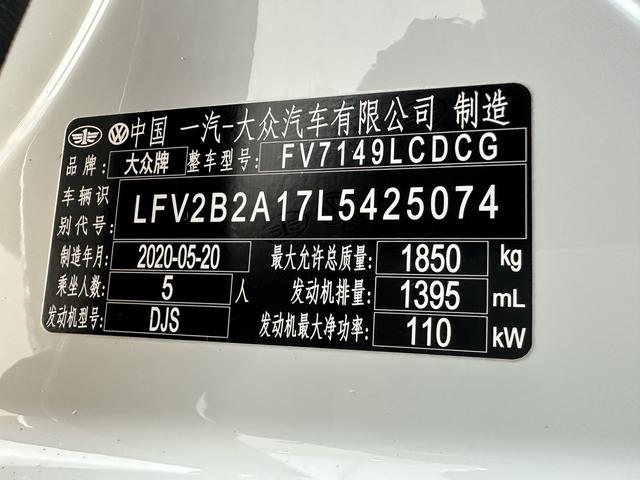 中国 一汽-大众汽车有限公司 制造
品牌: 大众牌 整车型号: FV7149LCDCG
车辆识别代号: LFV2B2A17L5425074
制造年月: 2020-05-20 最大允许总质量: 1850 kg
乘坐人数: 5 人 发动机排量: 1395 mL
发动机型号: DJS 发动机最大净功率: 110 kW